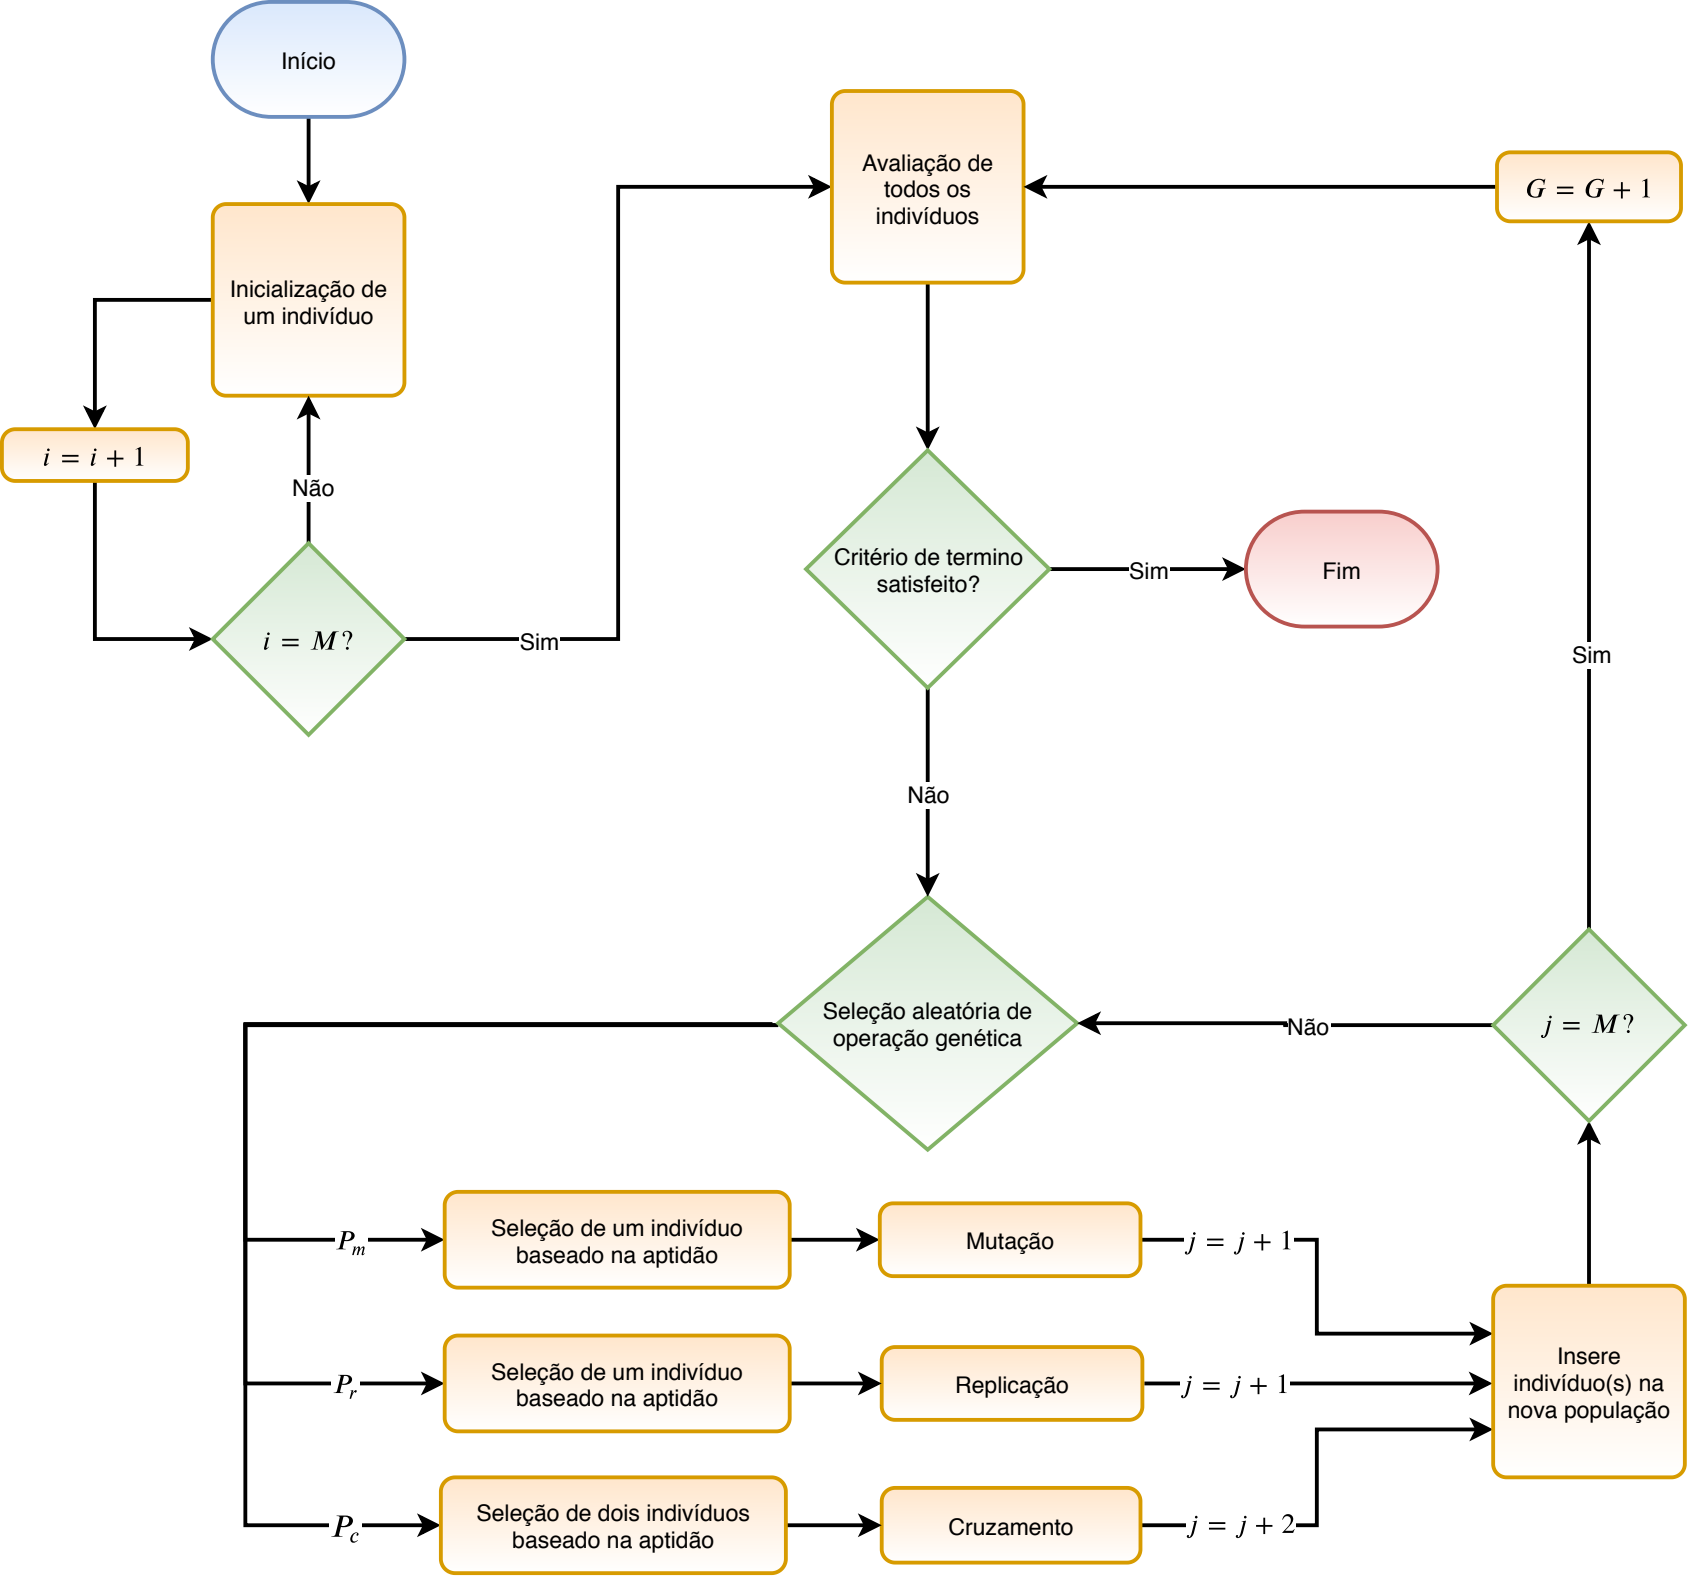 Início
Inicialização de
um indivíduo
i = i + 1
Não
i = M?
Sim
Avaliação de
todos os
indivíduos
G = G + 1
Critério de termino
satisfeito?
Sim
Fim
Não
Sim
Seleção aleatória de
operação genética
Não
j = M?
P_m
Seleção de um indivíduo
baseado na aptidão
Mutação
j = j + 1
P_r
Seleção de um indivíduo
baseado na aptidão
Replicação
j = j + 1
P_c
Seleção de dois indivíduos
baseado na aptidão
Cruzamento
j = j + 2
Insere
indivíduo(s) na
nova população